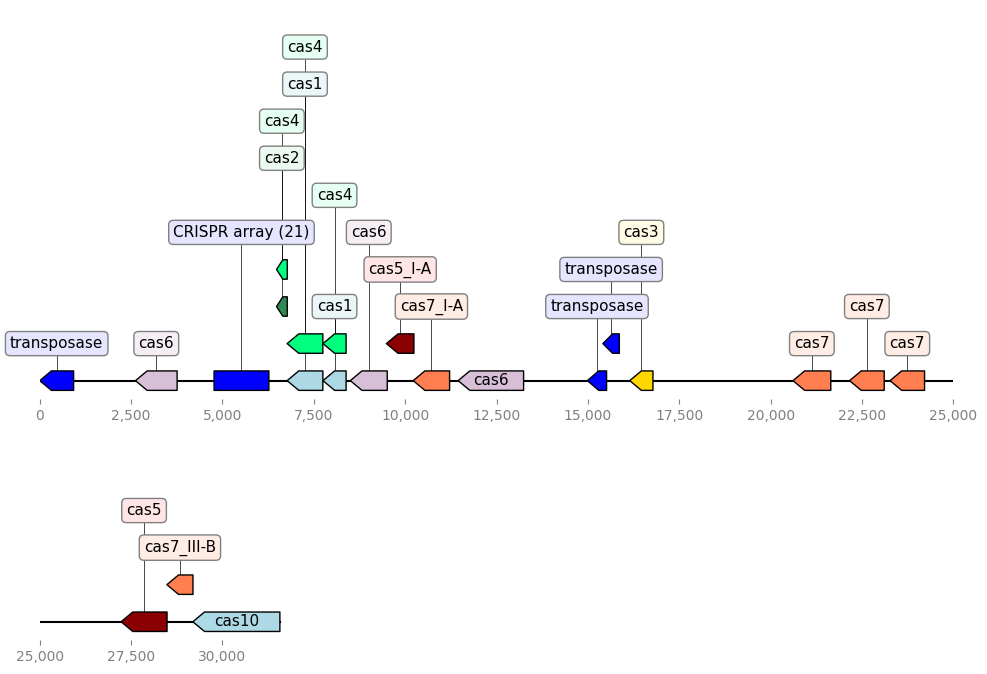 cas4
cas1
cas4
cas2
cas4
CRISPR array (21)
cas6
cas3
cas5_I-A
transposase
cas1
cas7_I-A
transposase
cas7
transposase
cas6
cas7
cas7
cas6
0
2,500
5,000
7,500
10,000
12,500
15,000
17,500
20,000
22,500
25,000
cas5
cas7_III-B
cas10
25,000
27,500
30,000